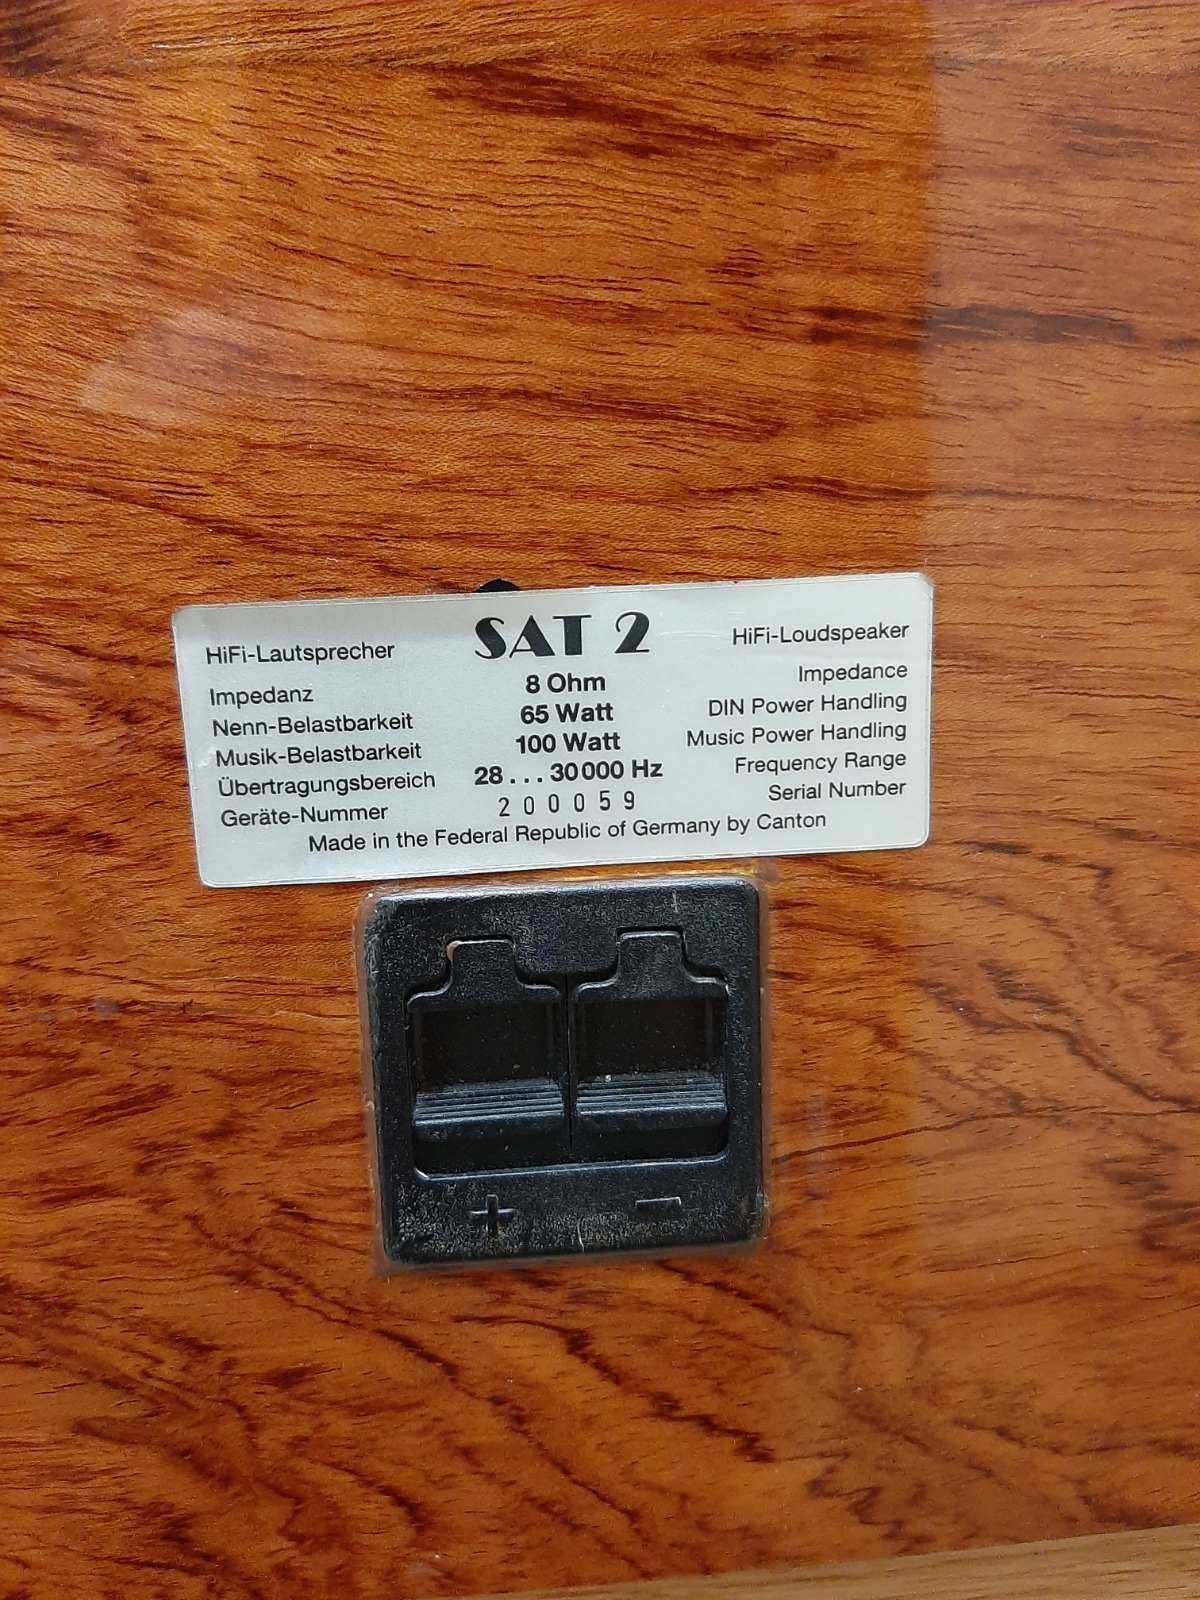 SAT 2
HiFi-Lautsprecher HiFi-Loudspeaker
Impedanz 8 Ohm Impedance
Nenn-Belastbarkeit 65 Watt DIN Power Handling
Musik-Belastbarkeit 100 Watt Music Power Handling
Übertragungsbereich 28...30000 Hz Frequency Range
Geräte-Nummer 200059 Serial Number
Made in the Federal Republic of Germany by Canton
+ −